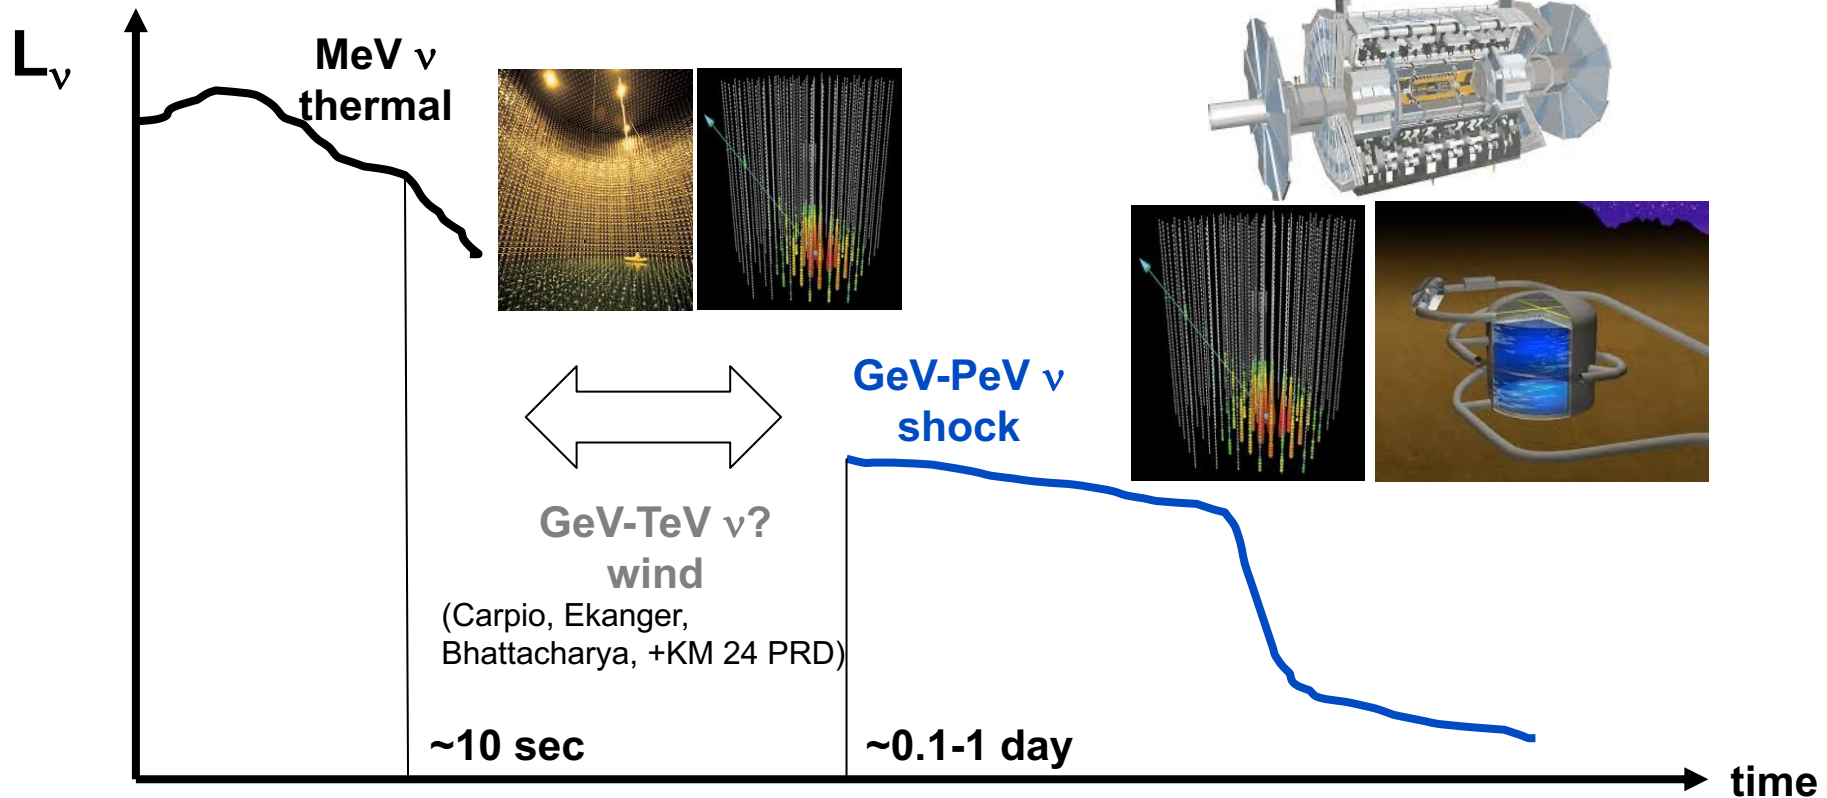 L_ν
MeV ν
thermal
GeV-PeV ν
shock
GeV-TeV ν?
wind
(Carpio, Ekanger,
Bhattacharya, +KM 24 PRD)
~10 sec
~0.1-1 day
time